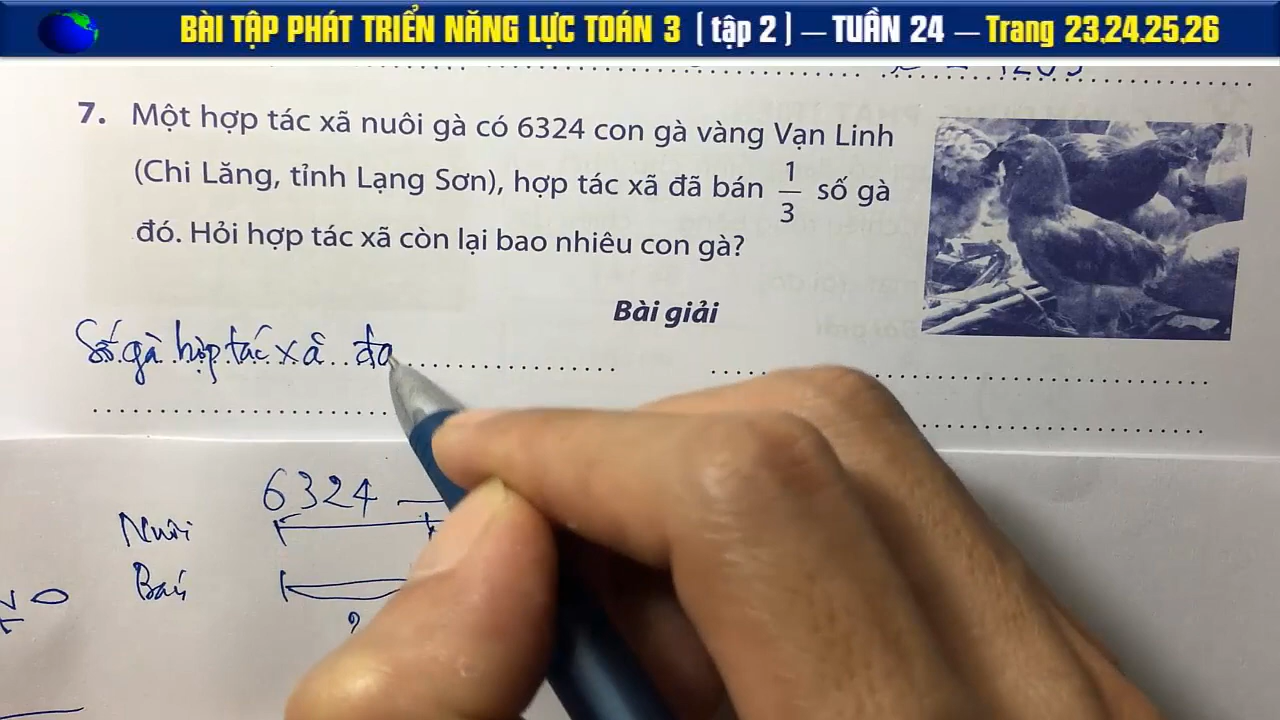 BÀI TẬP PHÁT TRIỂN NĂNG LỰC TOÁN 3 ( tập 2 ) – TUẦN 24 – Trang 23,24,25,26
7. Một hợp tác xã nuôi gà có 6324 con gà vàng Vạn Linh
(Chi Lăng, tỉnh Lạng Sơn), hợp tác xã đã bán 1/3 số gà
đó. Hỏi hợp tác xã còn lại bao nhiêu con gà?
Bài giải
Số gà hợp tác xã đa
6324
Nuôi
Bán
?